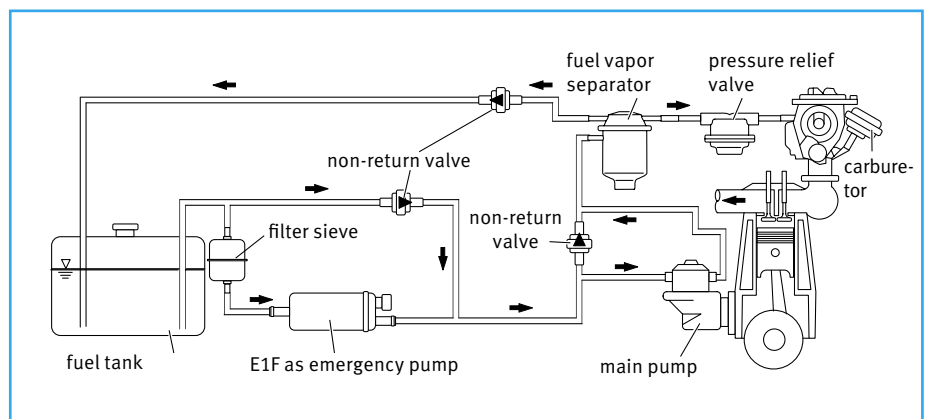 fuel vapor
separator
pressure relief
valve
non-return valve
carbure-
tor
non-return
valve
filter sieve
fuel tank
E1F as emergency pump
main pump